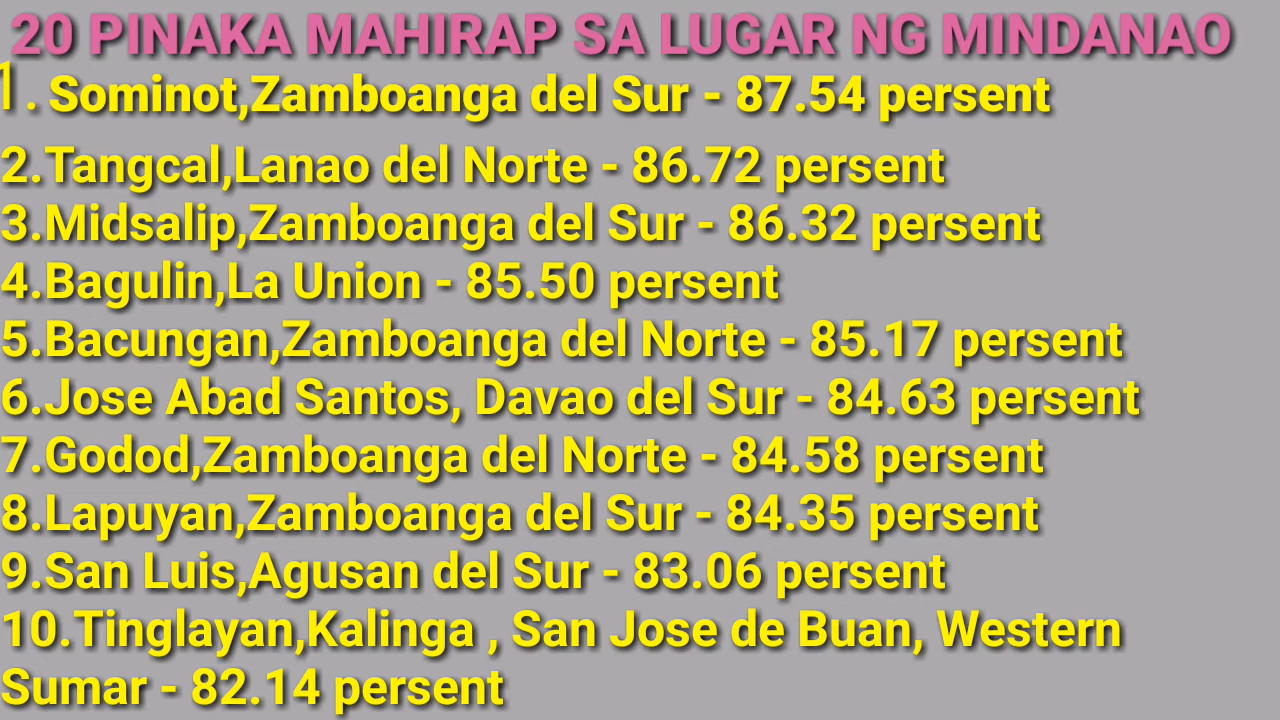 20 PINAKA MAHIRAP SA LUGAR NG MINDANAO
1. Sominot,Zamboanga del Sur - 87.54 persent
2.Tangcal,Lanao del Norte - 86.72 persent
3.Midsalip,Zamboanga del Sur - 86.32 persent
4.Bagulin,La Union - 85.50 persent
5.Bacungan,Zamboanga del Norte - 85.17 persent
6.Jose Abad Santos, Davao del Sur - 84.63 persent
7.Godod,Zamboanga del Norte - 84.58 persent
8.Lapuyan,Zamboanga del Sur - 84.35 persent
9.San Luis,Agusan del Sur - 83.06 persent
10.Tinglayan,Kalinga , San Jose de Buan, Western
Sumar - 82.14 persent